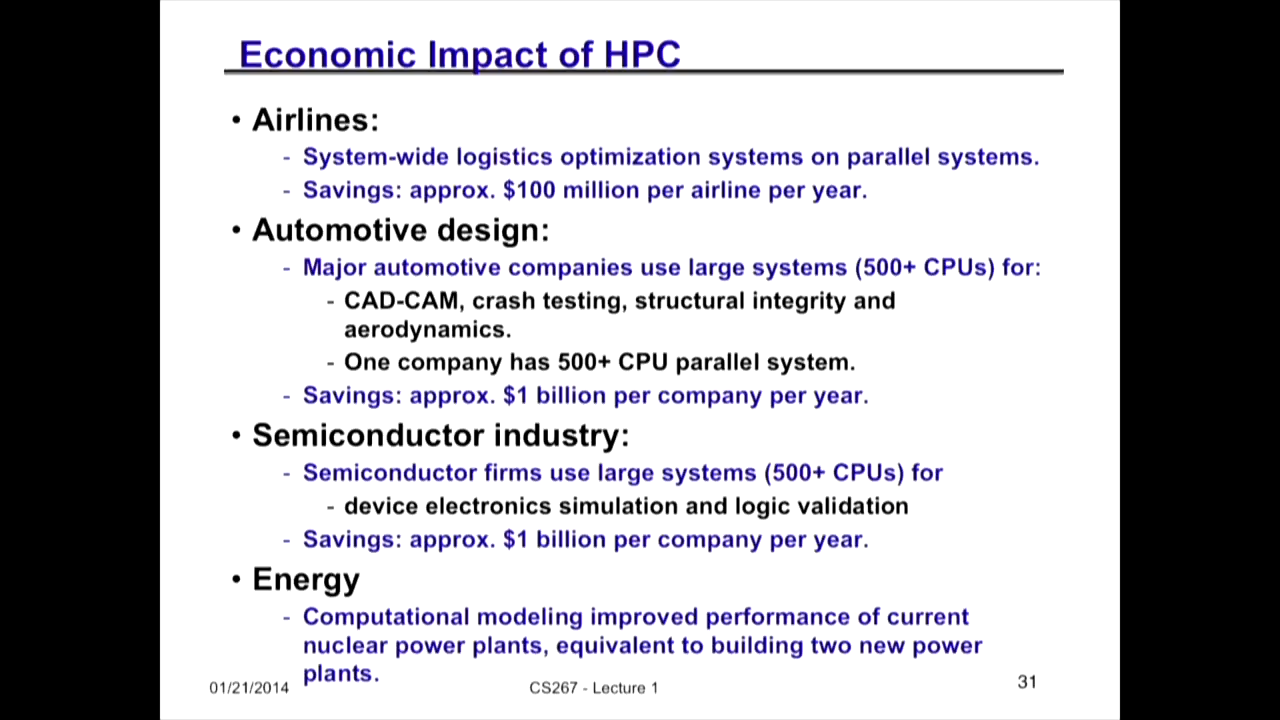 Economic Impact of HPC
• Airlines:
- System-wide logistics optimization systems on parallel systems.
- Savings: approx. $100 million per airline per year.
• Automotive design:
- Major automotive companies use large systems (500+ CPUs) for:
- CAD-CAM, crash testing, structural integrity and
aerodynamics.
- One company has 500+ CPU parallel system.
- Savings: approx. $1 billion per company per year.
• Semiconductor industry:
- Semiconductor firms use large systems (500+ CPUs) for
- device electronics simulation and logic validation
- Savings: approx. $1 billion per company per year.
• Energy
- Computational modeling improved performance of current
nuclear power plants, equivalent to building two new power
plants.
01/21/2014
CS267 - Lecture 1
31